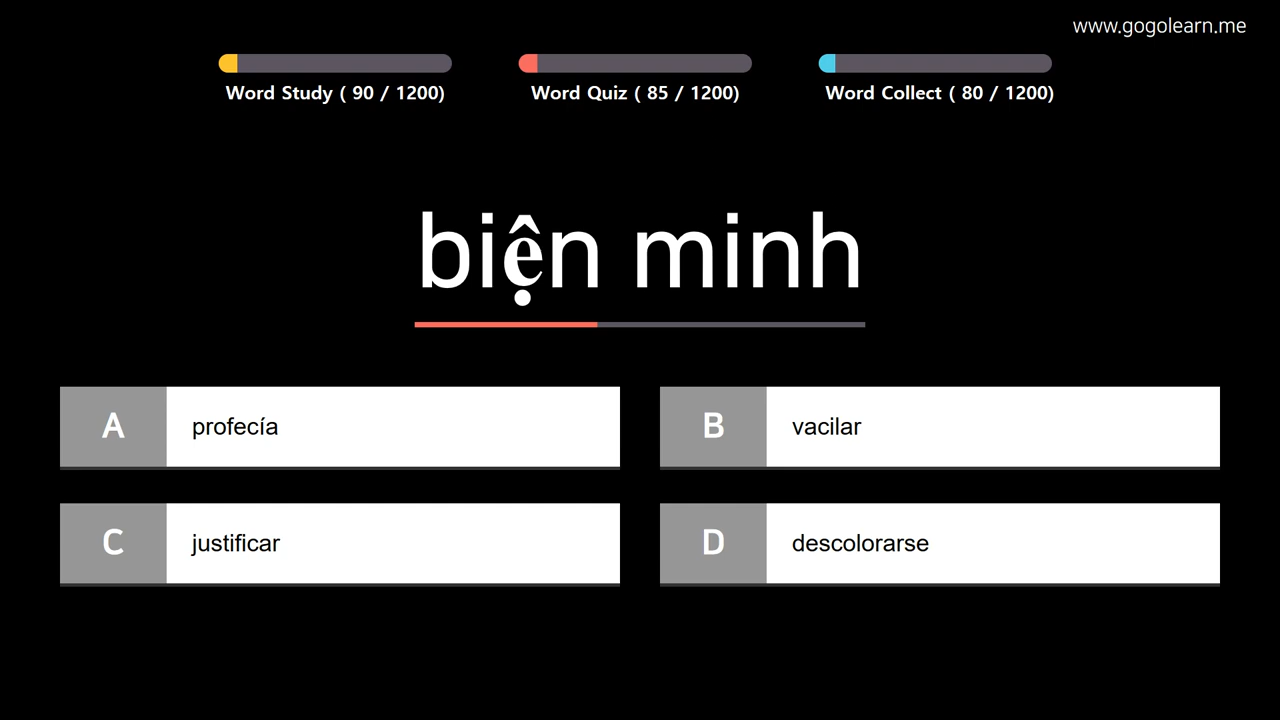 www.gogolearn.me
Word Study ( 90 / 1200)
Word Quiz ( 85 / 1200)
Word Collect ( 80 / 1200)
biện minh
A profecía
B vacilar
C justificar
D descolorarse